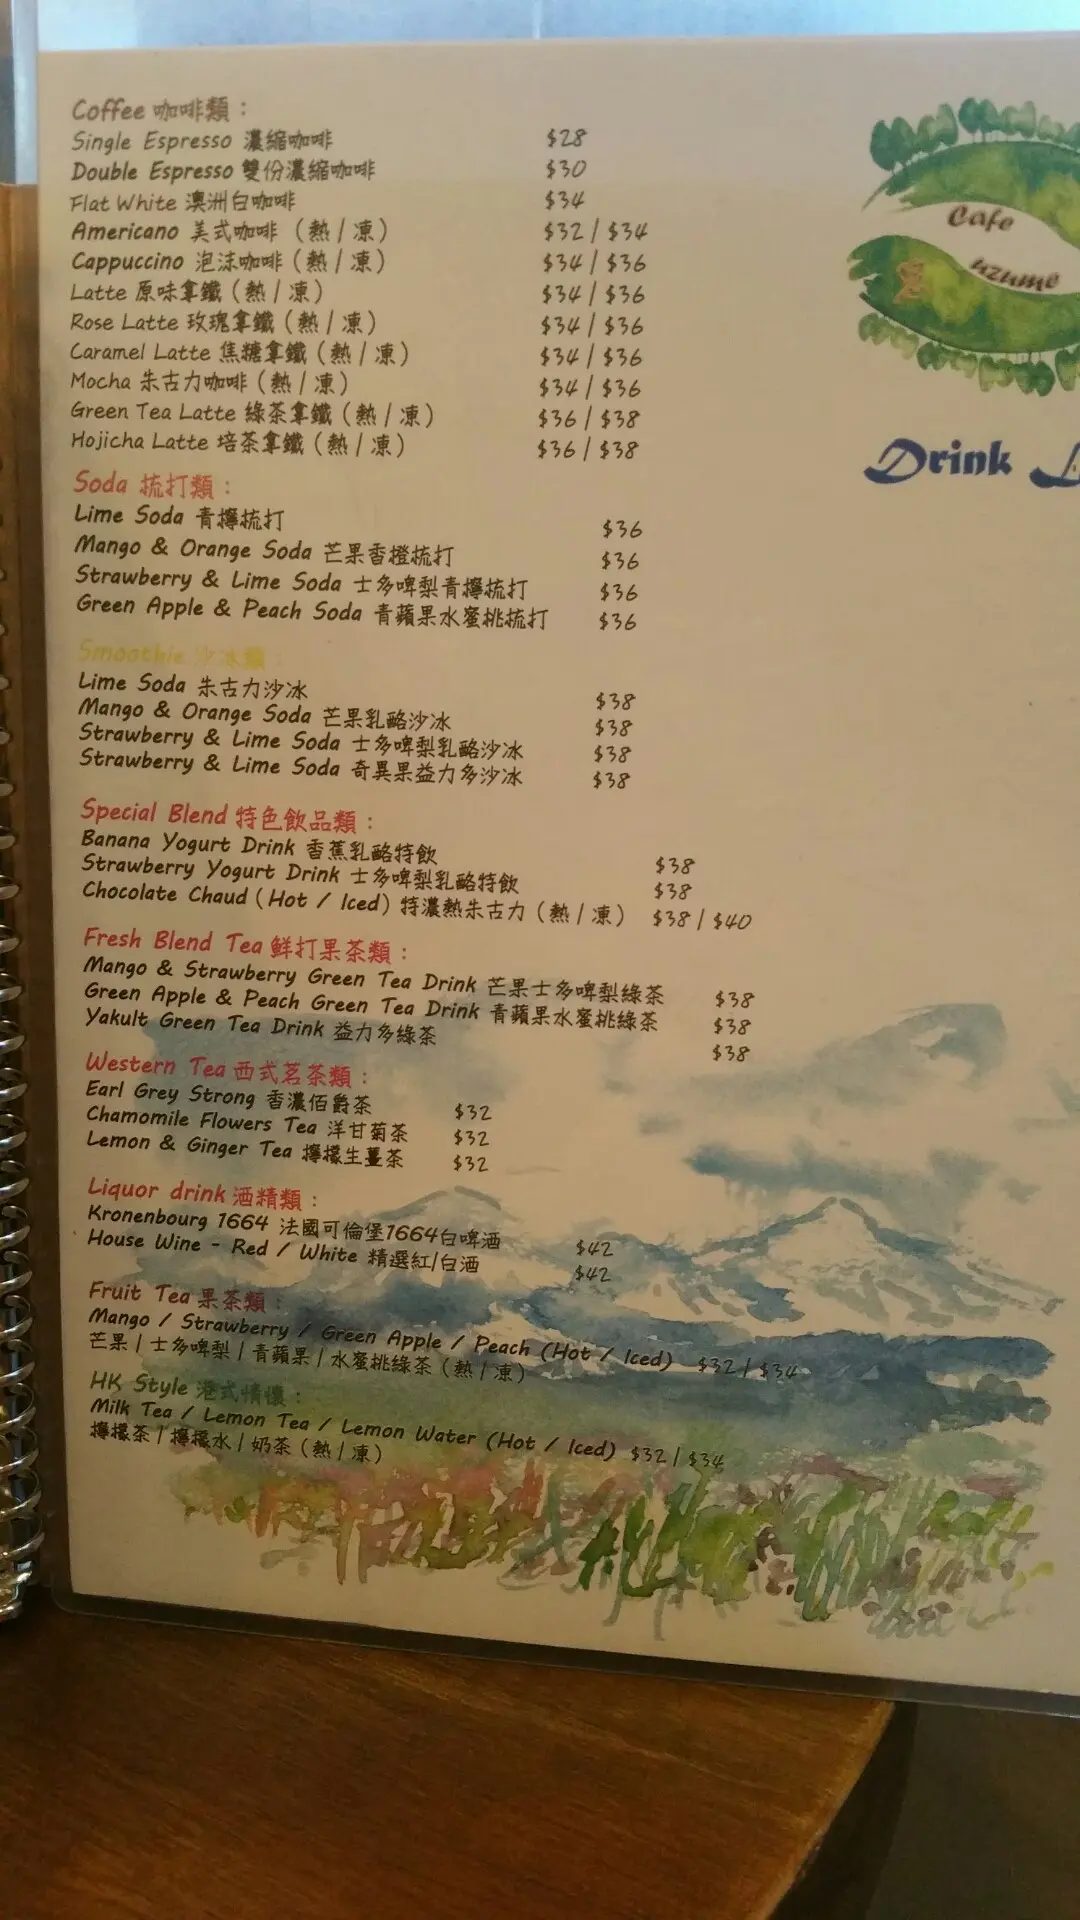 Coffee 咖啡類：
Single Espresso 濃縮咖啡 $28
Double Espresso 雙份濃縮咖啡 $30
Flat White 澳洲白咖啡 $34
Americano 美式咖啡（熱 / 凍） $32 / $34
Cappuccino 泡沫咖啡（熱 / 凍） $34 / $36
Latte 原味拿鐵（熱 / 凍） $34 / $36
Rose Latte 玫瑰拿鐵（熱 / 凍） $34 / $36
Caramel Latte 焦糖拿鐵（熱 / 凍） $34 / $36
Mocha 朱古力咖啡（熱 / 凍） $34 / $36
Green Tea Latte 綠茶拿鐵（熱 / 凍） $36 / $38
Hojicha Latte 培茶拿鐵（熱 / 凍） $36 / $38
Soda 梳打類：
Lime Soda 青檸梳打 $36
Mango & Orange Soda 芒果香橙梳打 $36
Strawberry & Lime Soda 士多啤梨青檸梳打 $36
Green Apple & Peach Soda 青蘋果水蜜桃梳打 $36
Smoothie 沙冰類：
Lime Soda 朱古力沙冰 $38
Mango & Orange Soda 芒果乳酪沙冰 $38
Strawberry & Lime Soda 士多啤梨乳酪沙冰 $38
Strawberry & Lime Soda 奇異果益力多沙冰 $38
Special Blend 特色飲品類：
Banana Yogurt Drink 香蕉乳酪特飲 $38
Strawberry Yogurt Drink 士多啤梨乳酪特飲 $38
Chocolate Chaud (Hot / Iced) 特濃熱朱古力（熱 / 凍） $38 / $40
Fresh Blend Tea 鮮打果茶類：
Mango & Strawberry Green Tea Drink 芒果士多啤梨綠茶 $38
Green Apple & Peach Green Tea Drink 青蘋果水蜜桃綠茶 $38
Yakult Green Tea Drink 益力多綠茶 $38
Western Tea 西式茗茶類：
Earl Grey Strong 香濃佰爵茶 $32
Chamomile Flowers Tea 洋甘菊茶 $32
Lemon & Ginger Tea 檸檬生薑茶 $32
Liquor drink 酒精類：
Kronenbourg 1664 法國可倫堡1664白啤酒 $42
House Wine - Red / White 精選紅/白酒 $42
Fruit Tea 果茶類：
Mango / Strawberry / Green Apple / Peach (Hot / Iced) $32 / $34
芒果 / 士多啤梨 / 青蘋果 / 水蜜桃綠茶（熱 / 凍）
HK Style 港式情懷：
Milk Tea / Lemon Tea / Lemon Water (Hot / Iced) $32 / $34
檸檬茶 / 檸檬水 / 奶茶（熱 / 凍）
Cafe
uzume
Drink